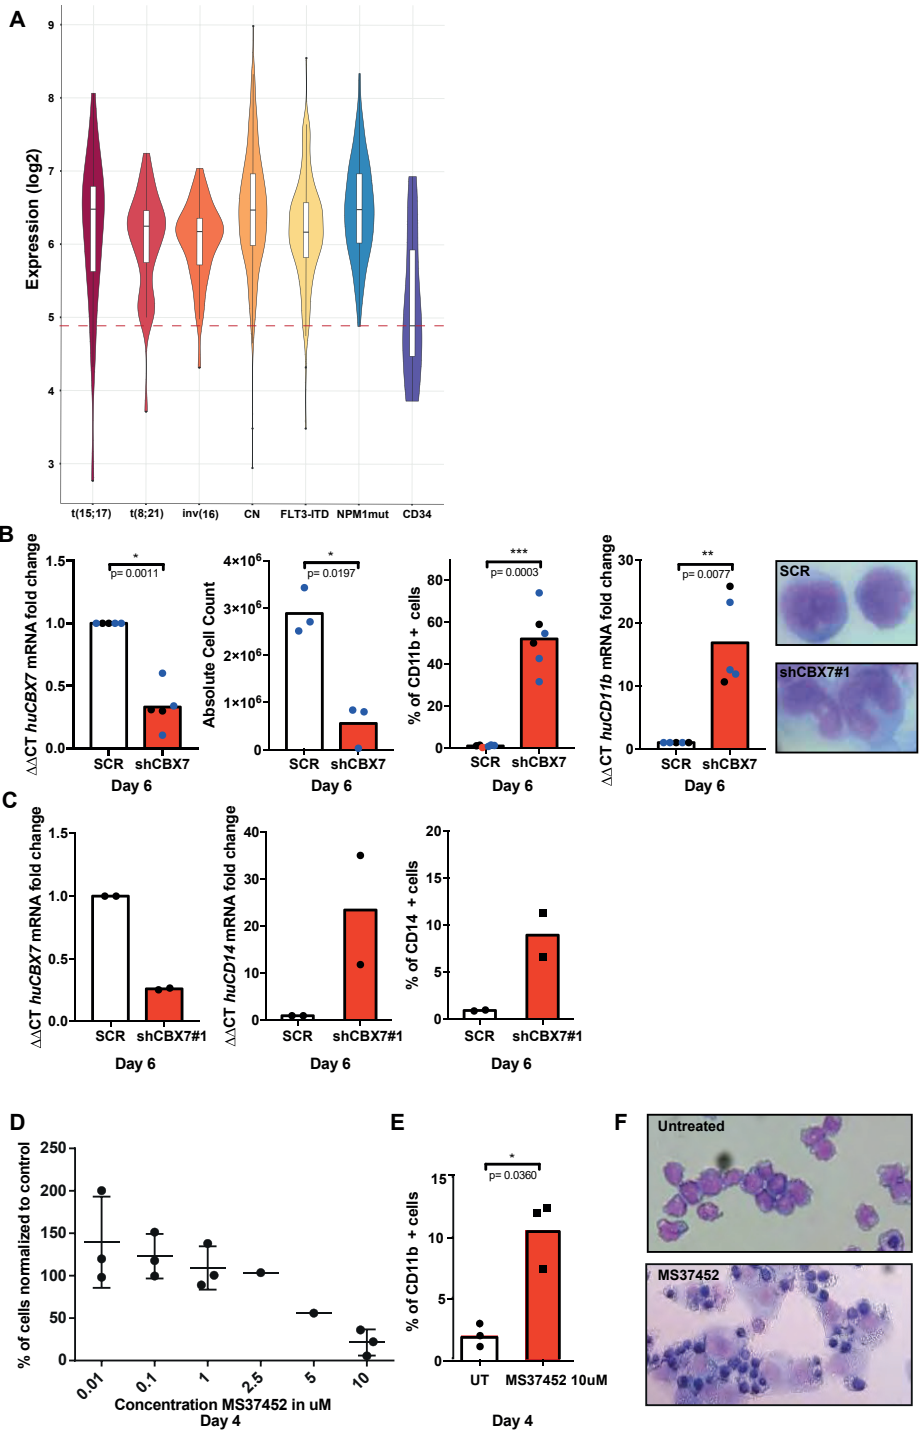 A
Expression (log2)
9
8
7
6
5
4
3
t(15;17) t(8;21) inv(16) CN FLT3-ITD NPM1mut CD34
B
ΔΔCT huCBX7 mRNA fold change
1.5
1.0
0.5
0.0
*
p= 0.0011
SCR shCBX7
Day 6
Absolute Cell Count
4×10⁶
3×10⁶
2×10⁶
1×10⁶
0
*
p= 0.0197
SCR shCBX7
Day 6
% of CD11b + cells
80
60
40
20
0
***
p= 0.0003
SCR shCBX7
Day 6
ΔΔCT huCD11b mRNA fold change
30
20
10
0
**
p= 0.0077
SCR shCBX7
Day 6
SCR
shCBX7#1
C
ΔΔCT huCBX7 mRNA fold change
1.5
1.0
0.5
0.0
SCR shCBX7#1
Day 6
ΔΔCT huCD14 mRNA fold change
40
30
20
10
0
SCR shCBX7#1
Day 6
% of CD14 + cells
20
15
10
5
0
SCR shCBX7#1
Day 6
D
% of cells normalized to control
250
200
150
100
50
0
0.01 0.1 1 2.5 5 10
Concentration MS37452 in uM
Day 4
E
% of CD11b + cells
15
10
5
0
*
p= 0.0360
UT MS37452 10uM
Day 4
F
Untreated
MS37452